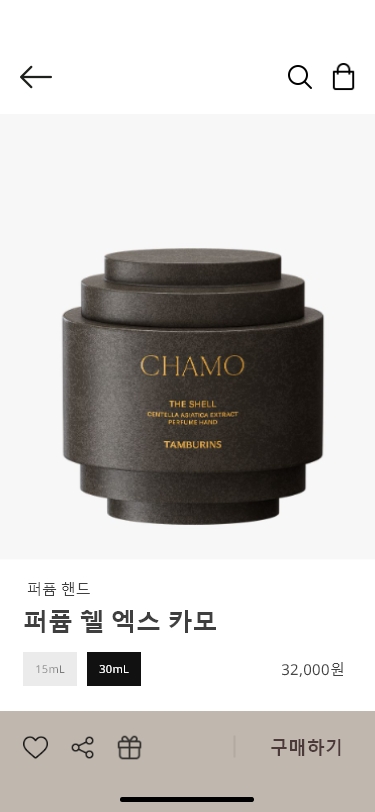 CHAMO
THE SHELL
CENTELLA ASIATICA EXTRACT
PERFUME HAND
TAMBURINS
퍼퓸 핸드
퍼퓸 쉘 엑스 카모
15mL 30mL 32,000원
구매하기